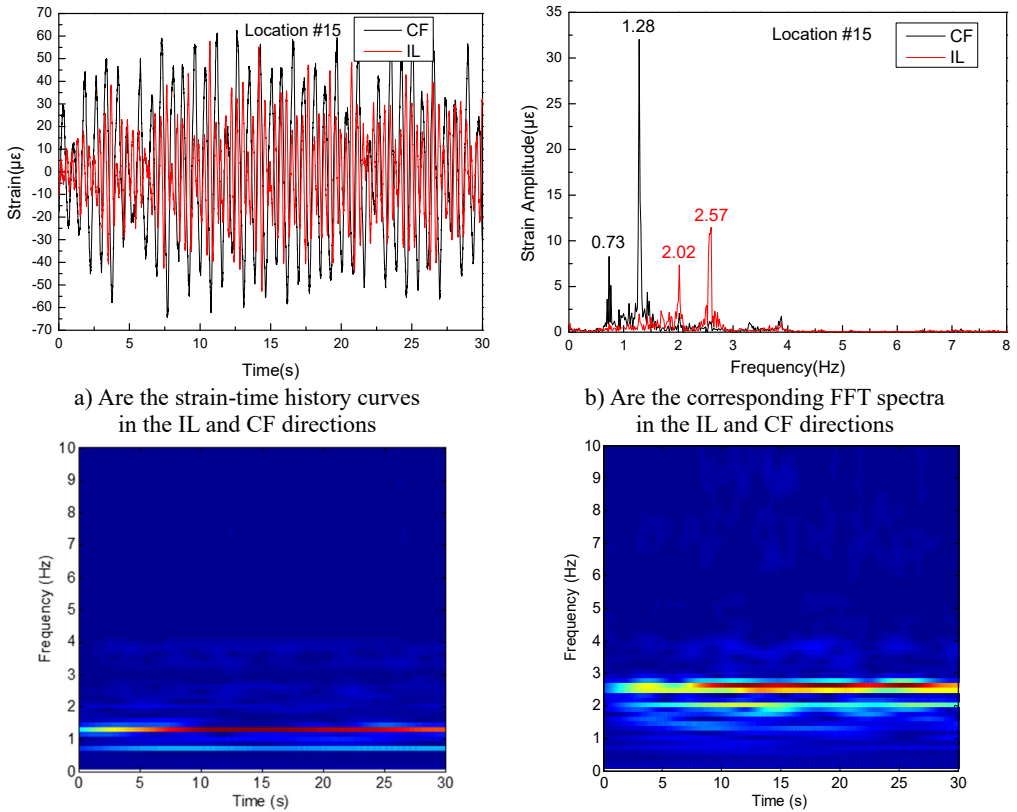 Location #15
CF
IL
70
60
50
40
30
20
10
0
-10
-20
-30
-40
-50
-60
-70
Strain(με)
0 5 10 15 20 25 30
Time(s)
a) Are the strain-time history curves
in the IL and CF directions
1.28
Location #15
CF
IL
35
30
25
20
15
10
5
0
Strain Amplitude(με)
0.73
2.02
2.57
0 1 2 3 4 5 6 7 8
Frequency(Hz)
b) Are the corresponding FFT spectra
in the IL and CF directions
10
9
8
7
6
5
4
3
2
1
0
Frequency (Hz)
0 5 10 15 20 25 30
Time (s)
10
9
8
7
6
5
4
3
2
1
0
Frequency (Hz)
0 5 10 15 20 25 30
Time (s)